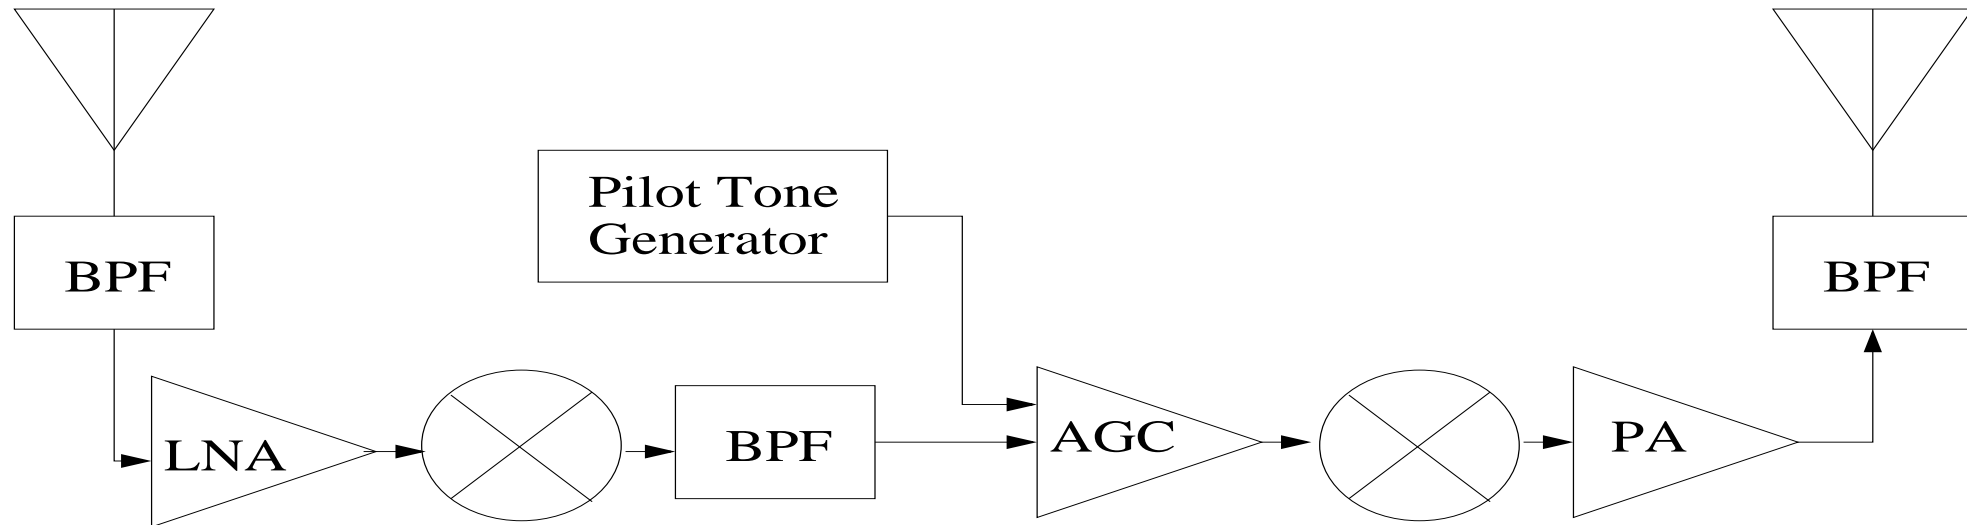 Pilot Tone
Generator
BPF
BPF
LNA
BPF
AGC
PA